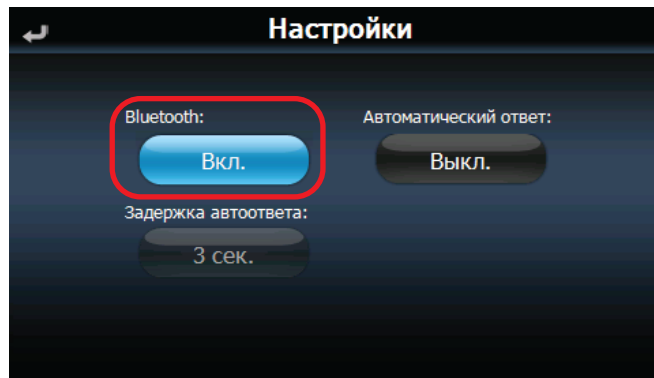 Настройки
Bluetooth:
Вкл.
Автоматический ответ:
Выкл.
Задержка автоответа:
3 сек.